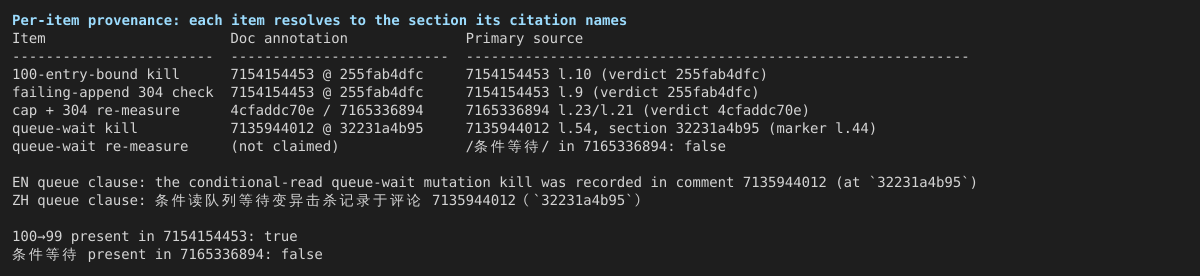 Per-item provenance: each item resolves to the section its citation names
Item                      Doc annotation             Primary source
------------------------  -------------------------  ------------------------------------------------------------
100-entry-bound kill      7154154453 @ 255fab4dfc    7154154453 l.10 (verdict 255fab4dfc)
failing-append 304 check  7154154453 @ 255fab4dfc    7154154453 l.9 (verdict 255fab4dfc)
cap + 304 re-measure      4cfaddc70e / 7165336894    7165336894 l.23/l.21 (verdict 4cfaddc70e)
queue-wait kill           7135944012 @ 32231a4b95    7135944012 l.54, section 32231a4b95 (marker l.44)
queue-wait re-measure     (not claimed)              /条件等待/ in 7165336894: false
EN queue clause: the conditional-read queue-wait mutation kill was recorded in comment 7135944012 (at `32231a4b95`)
ZH queue clause: 条件读队列等待变异击杀记录于评论 7135944012（`32231a4b95`）
100→99 present in 7154154453: true
条件等待 present in 7165336894: false